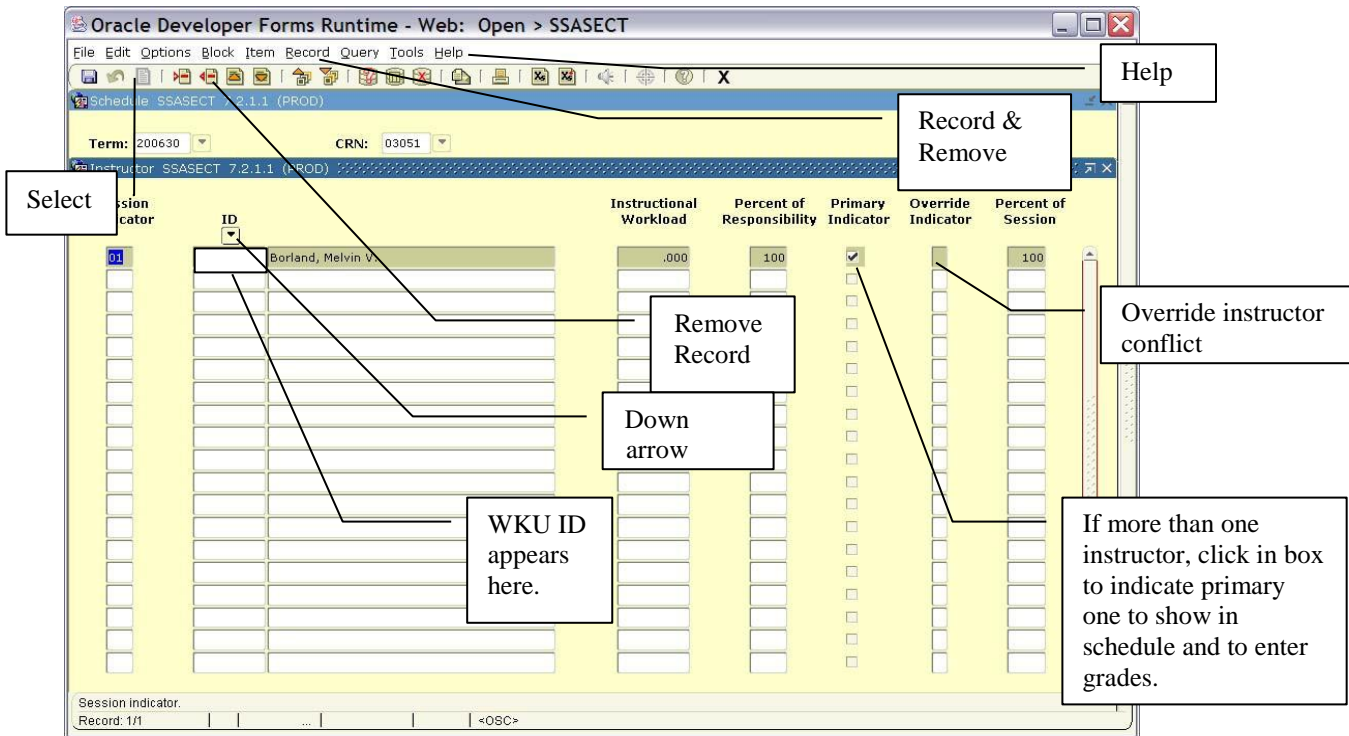 Oracle Developer Forms Runtime - Web: Open > SSASECT
File Edit Options Block Item Record Query Tools Help
Help
X
Schedule SSASECT 7.2.1.1 (PROD)
Record &
Remove
Term: 200630 CRN: 03051
Instructor SSASECT 7.2.1.1 (PROD)
Select
ssion
cator
ID
Instructional
Workload
Percent of
Responsibility
Primary
Indicator
Override
Indicator
Percent of
Session
01 Borland, Melvin V. .000 100 100
Override instructor
conflict
Remove
Record
Down
arrow
WKU ID
appears
here.
If more than one
instructor, click in box
to indicate primary
one to show in
schedule and to enter
grades.
Session indicator.
Record: 1/1 ... <OSC>